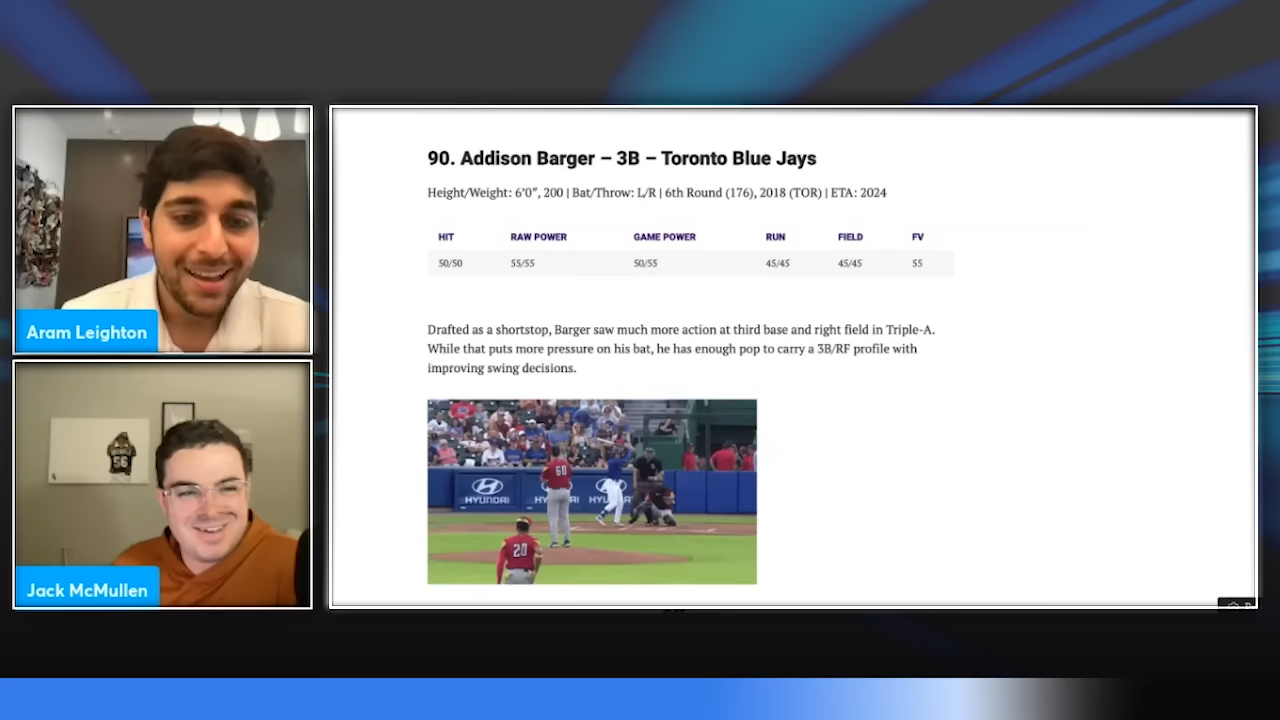 90. Addison Barger – 3B – Toronto Blue Jays
Height/Weight: 6’0”, 200 | Bat/Throw: L/R | 6th Round (176), 2018 (TOR) | ETA: 2024
HIT RAW POWER GAME POWER RUN FIELD FV
50/50 55/55 50/55 45/45 45/45 55
Drafted as a shortstop, Barger saw much more action at third base and right field in Triple-A.
While that puts more pressure on his bat, he has enough pop to carry a 3B/RF profile with
improving swing decisions.
Aram Leighton
56
Jack McMullen
60
HYUNDAI
20